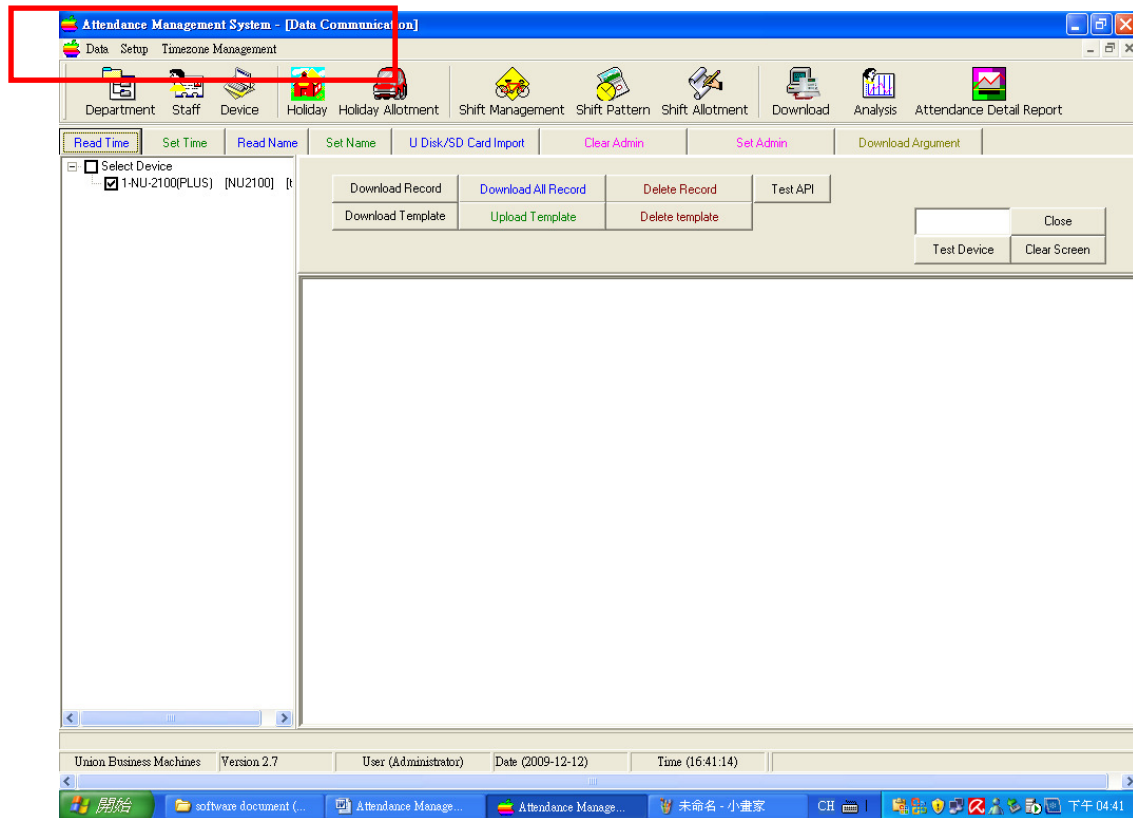 Attendance Management System - [Data Communication]
Data Setup Timezone Management
Department Staff Device Holiday Holiday Allotment Shift Management Shift Pattern Shift Allotment Download Analysis Attendance Detail Report
Read Time Set Time Read Name Set Name U Disk/SD Card Import Clear Admin Set Admin Download Argument
Select Device
1-NU-2100(PLUS) [NU2100] [t
Download Record Download All Record Delete Record Test API
Download Template Upload Template Delete template
Close
Test Device Clear Screen
Union Business Machines Version 2.7 User (Administrator) Date (2009-12-12) Time (16:41:14)
開始 software document (... Attendance Manage... Attendance Manage... 未命名 - 小畫家 CH 下午 04:41